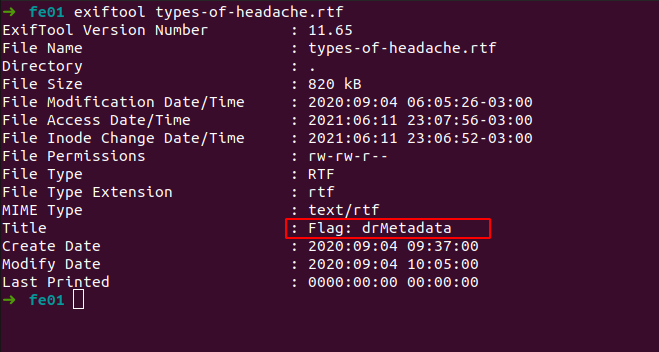 ➜ fe01 exiftool types-of-headache.rtf
ExifTool Version Number : 11.65
File Name : types-of-headache.rtf
Directory : .
File Size : 820 kB
File Modification Date/Time : 2020:09:04 06:05:26-03:00
File Access Date/Time : 2021:06:11 23:07:56-03:00
File Inode Change Date/Time : 2021:06:11 23:06:52-03:00
File Permissions : rw-rw-r--
File Type : RTF
File Type Extension : rtf
MIME Type : text/rtf
Title : Flag: drMetadata
Create Date : 2020:09:04 09:37:00
Modify Date : 2020:09:04 10:05:00
Last Printed : 0000:00:00 00:00:00
➜ fe01